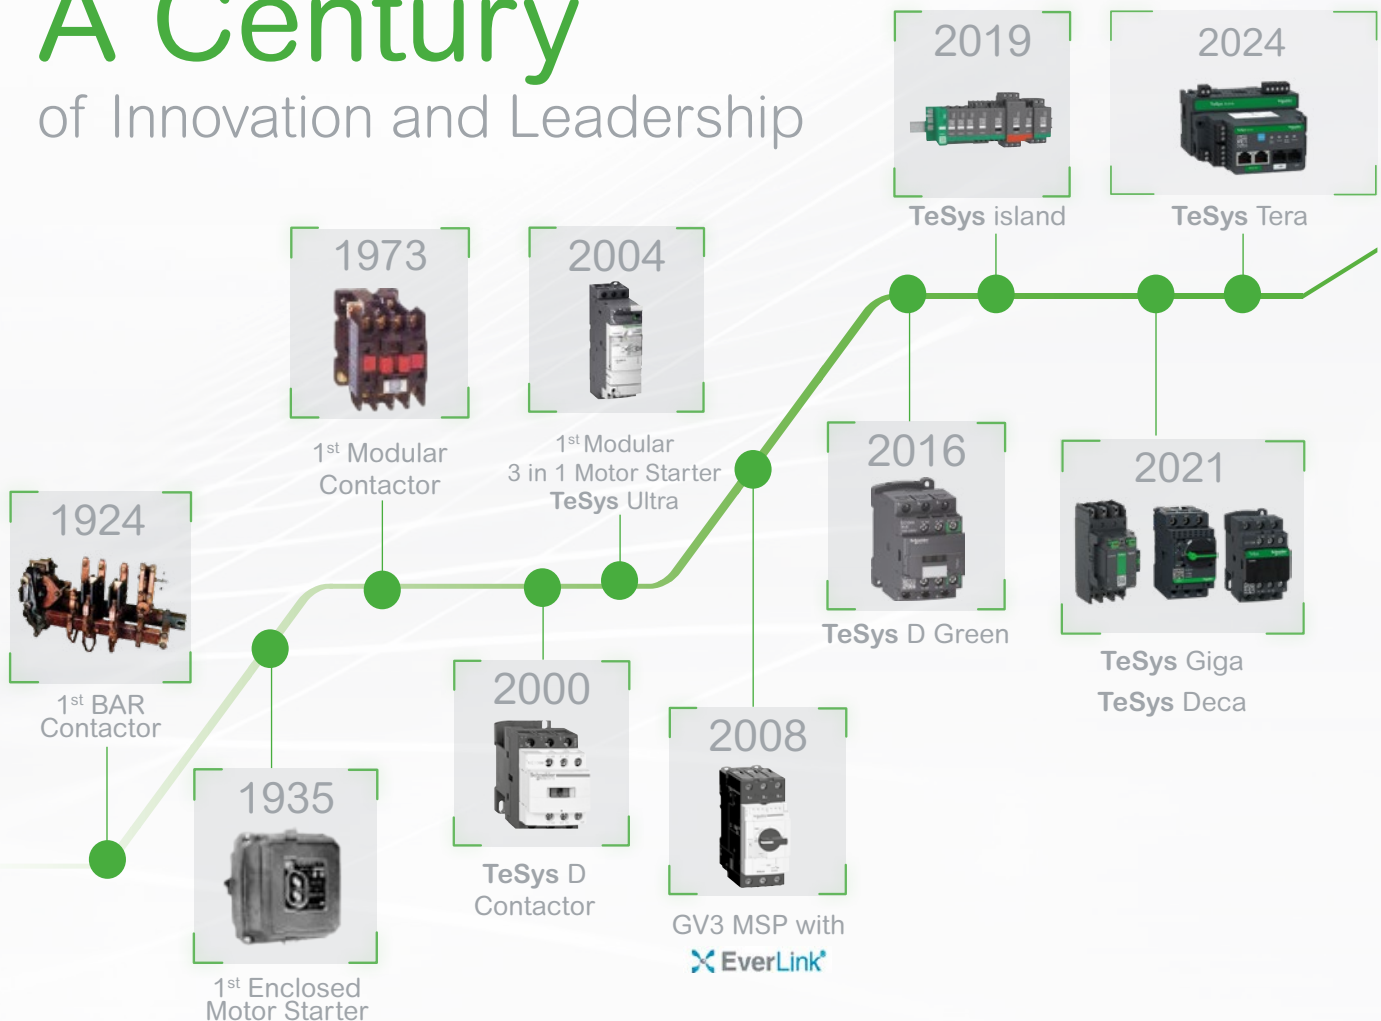 A Century
of Innovation and Leadership
1924
1st BAR
Contactor
1935
1st Enclosed
Motor Starter
1973
1st Modular
Contactor
2000
TeSys D
Contactor
2004
1st Modular
3 in 1 Motor Starter
TeSys Ultra
2008
GV3 MSP with
EverLink®
2016
TeSys D Green
2019
TeSys island
2021
TeSys Giga
TeSys Deca
2024
TeSys Tera